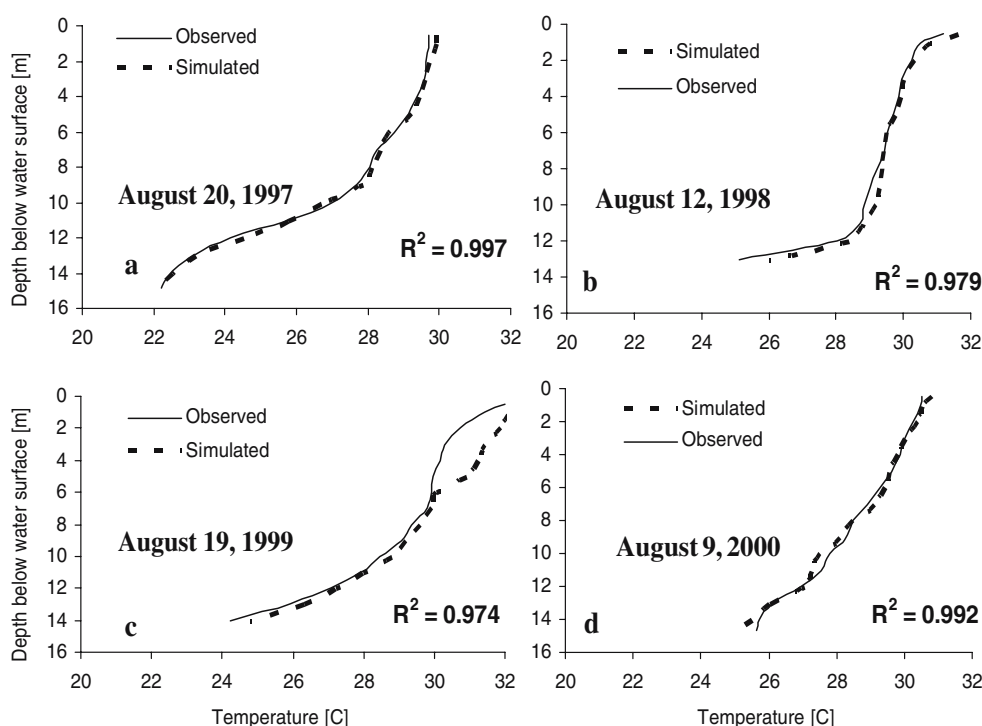 0
2
4
6
8
10
12
14
16
Depth below water surface [m]
Observed
Simulated
August 20, 1997
a
R² = 0.997
20 22 24 26 28 30 32
0
2
4
6
8
10
12
14
16
Simulated
Observed
August 12, 1998
b
R² = 0.979
20 22 24 26 28 30 32
0
2
4
6
8
10
12
14
16
Depth below water surface [m]
Observed
Simulated
August 19, 1999
c
R² = 0.974
20 22 24 26 28 30 32
Temperature [C]
0
2
4
6
8
10
12
14
16
Simulated
Observed
August 9, 2000
d
R² = 0.992
20 22 24 26 28 30 32
Temperature [C]